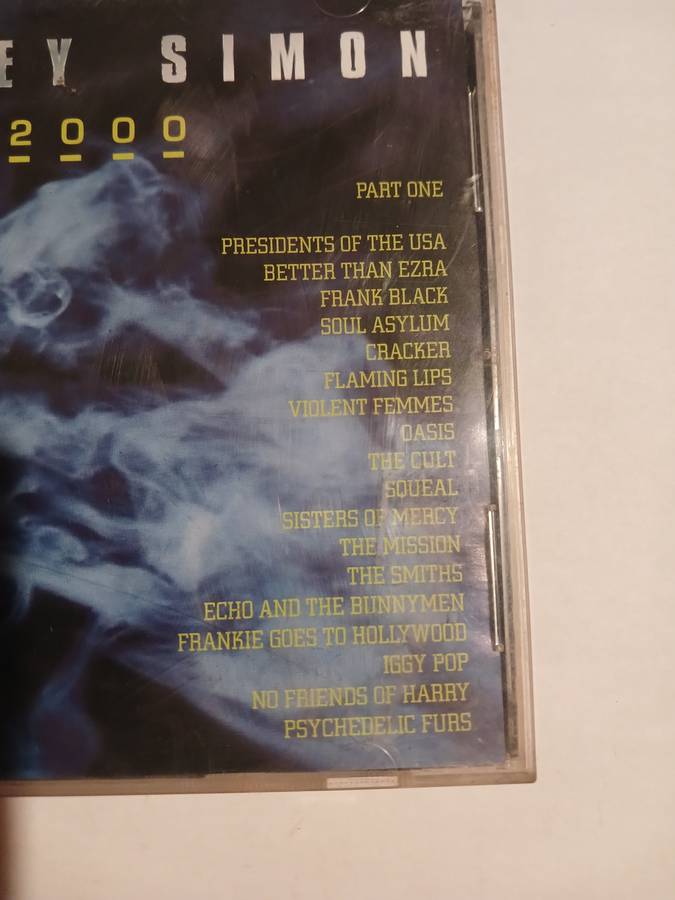 EY SIMON
2000
PART ONE
PRESIDENTS OF THE USA
BETTER THAN EZRA
FRANK BLACK
SOUL ASYLUM
CRACKER
FLAMING LIPS
VIOLENT FEMMES
OASIS
THE CULT
SQUEAL
SISTERS OF MERCY
THE MISSION
THE SMITHS
ECHO AND THE BUNNYMEN
FRANKIE GOES TO HOLLYWOOD
IGGY POP
NO FRIENDS OF HARRY
PSYCHEDELIC FURS